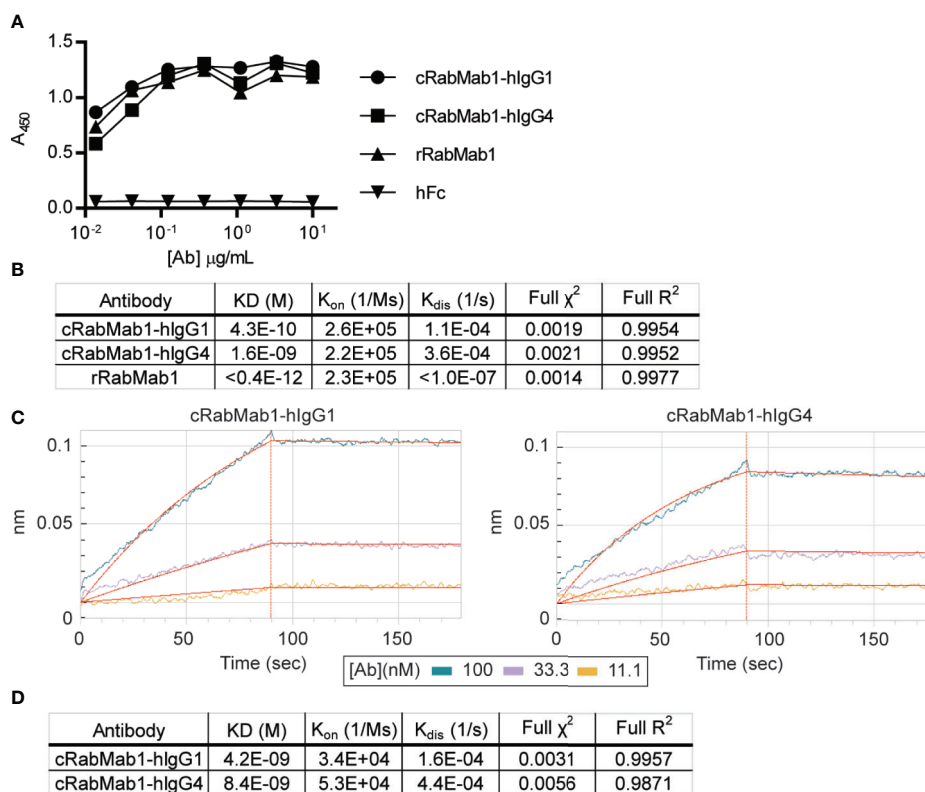 A
1.5
1.0
0.5
0.0
A450
10⁻² 10⁻¹ 10⁰ 10¹
[Ab] μg/mL
cRabMab1-hIgG1
cRabMab1-hIgG4
rRabMab1
hFc
B
Antibody KD (M) Kon (1/Ms) Kdis (1/s) Full χ² Full R²
cRabMab1-hIgG1 4.3E-10 2.6E+05 1.1E-04 0.0019 0.9954
cRabMab1-hIgG4 1.6E-09 2.2E+05 3.6E-04 0.0021 0.9952
rRabMab1 <0.4E-12 2.3E+05 <1.0E-07 0.0014 0.9977
C
cRabMab1-hIgG1
0.1
0.05
0
nm
0 50 100 150
Time (sec)
cRabMab1-hIgG4
0.1
0.05
0
nm
0 50 100 150
Time (sec)
[Ab](nM) 100 33.3 11.1
D
Antibody KD (M) Kon (1/Ms) Kdis (1/s) Full χ² Full R²
cRabMab1-hIgG1 4.2E-09 3.4E+04 1.6E-04 0.0031 0.9957
cRabMab1-hIgG4 8.4E-09 5.3E+04 4.4E-04 0.0056 0.9871